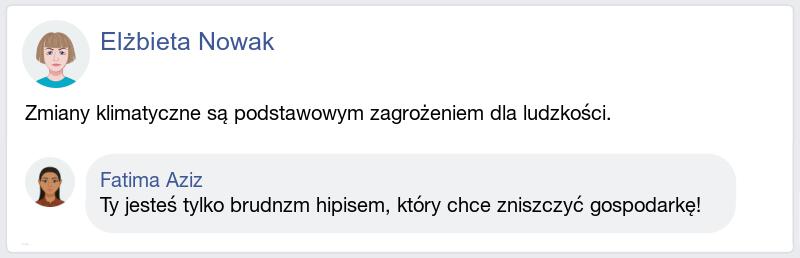 Elżbieta Nowak
Zmiany klimatyczne są podstawowym zagrożeniem dla ludzkości.
Fatima Aziz
Ty jesteś tylko brudnzm hipisem, który chce zniszczyć gospodarkę!